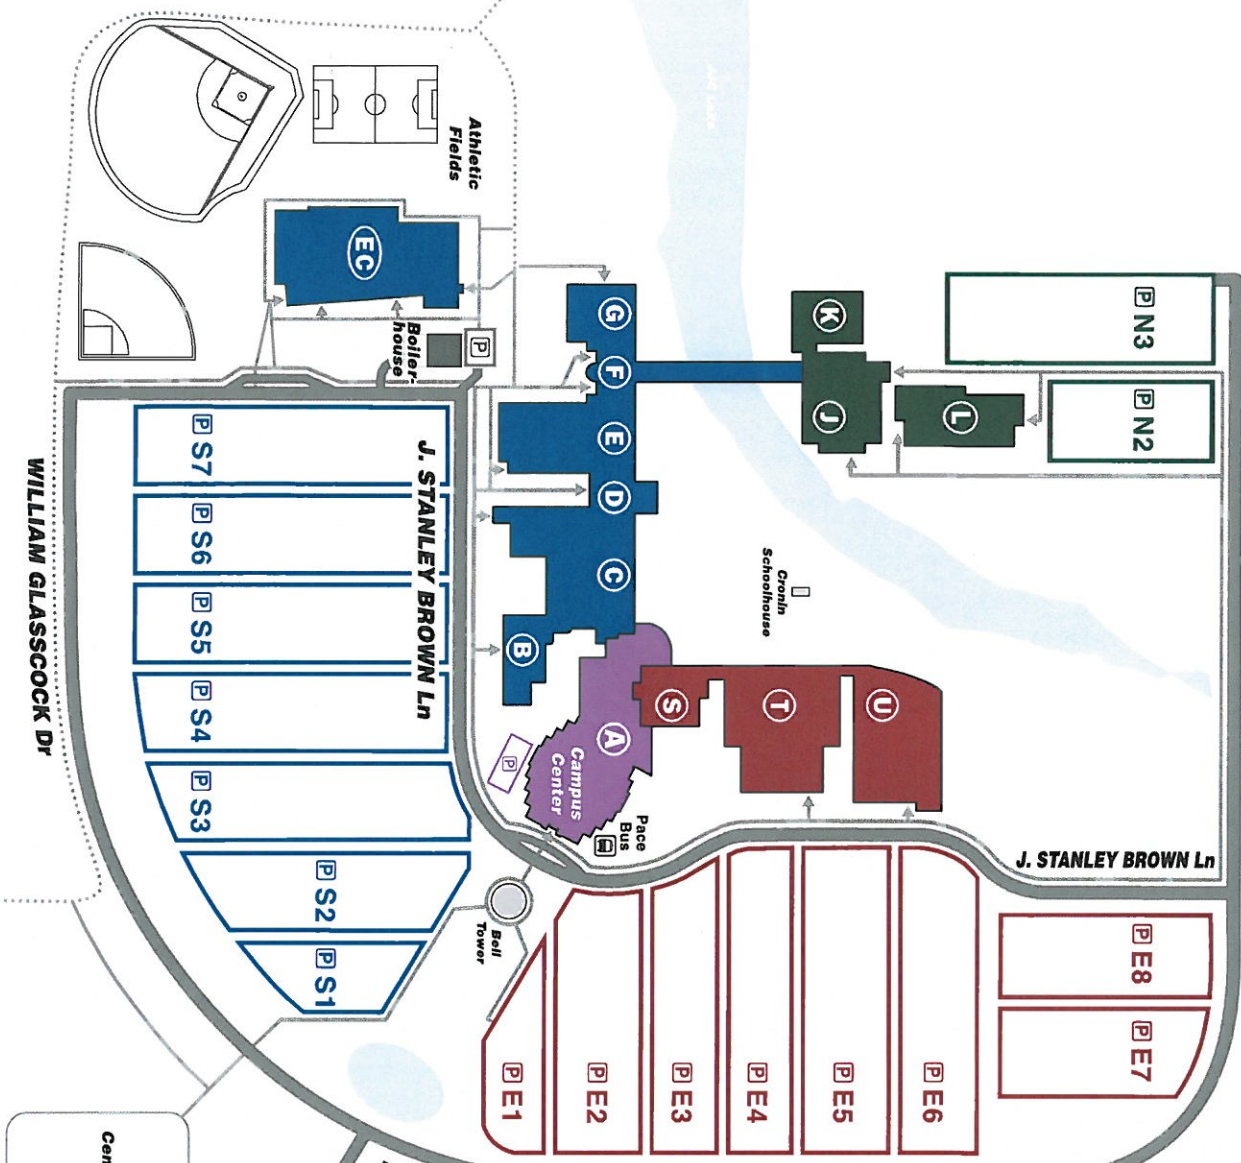 Athletic
Fields
EC
Boiler-
house
P
G
F
E
D
C
B
K
J
L
P N3
P N2
Cronin
Schoolhouse
S
T
U
A
Campus
Center
P
Pace
Bus
J. STANLEY BROWN Ln
J. STANLEY BROWN Ln
WILLIAM GLASSCOCK Dr
P S7
P S6
P S5
P S4
P S3
P S2
P S1
Bell
Tower
P E1
P E2
P E3
P E4
P E5
P E6
P E7
P E8
Cen